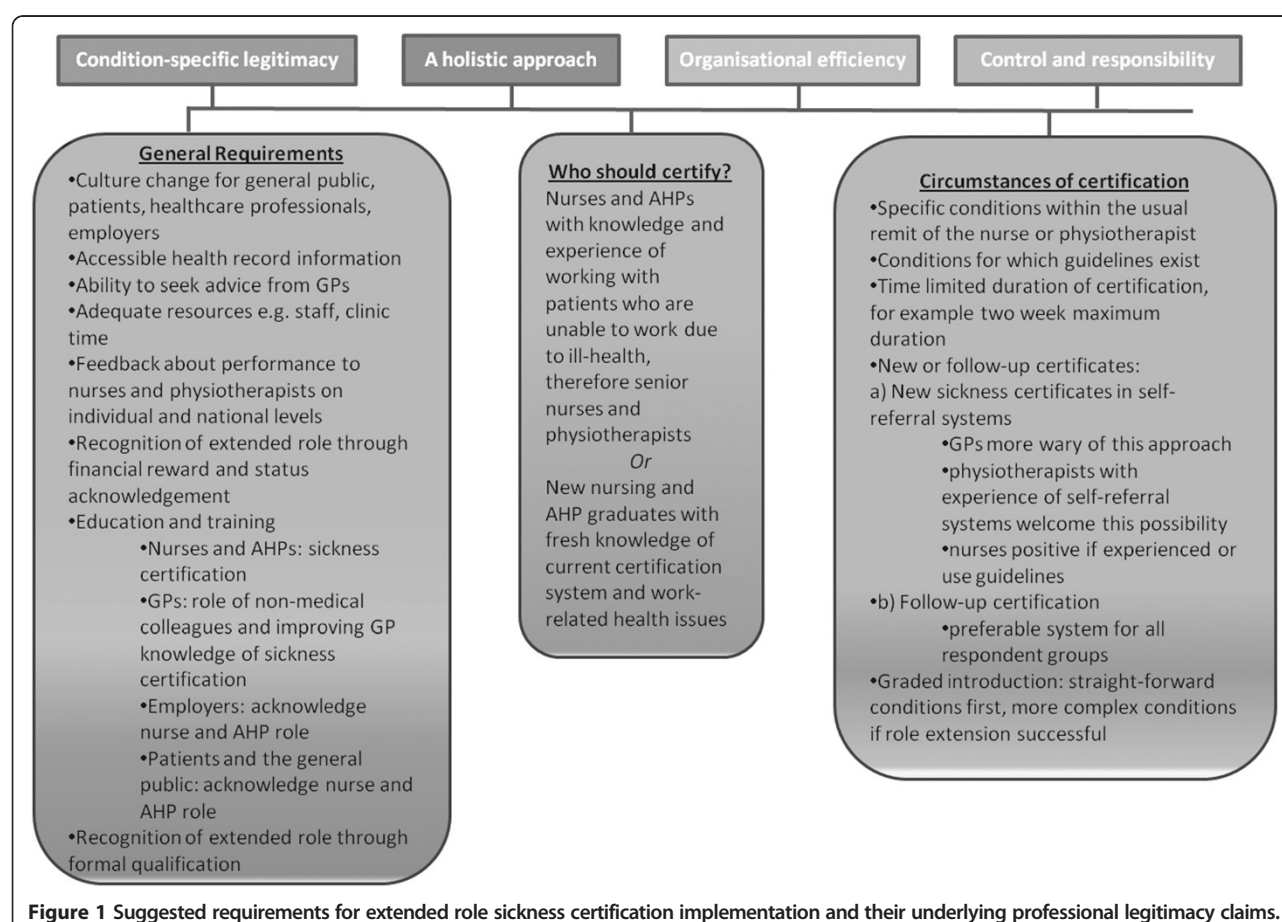 Condition-specific legitimacy
A holistic approach
Organisational efficiency
Control and responsibility
General Requirements
•Culture change for general public,
patients, healthcare professionals,
employers
•Accessible health record information
•Ability to seek advice from GPs
•Adequate resources e.g. staff, clinic
time
•Feedback about performance to
nurses and physiotherapists on
individual and national levels
•Recognition of extended role through
financial reward and status
acknowledgement
•Education and training
•Nurses and AHPs: sickness
certification
•GPs: role of non-medical
colleagues and improving GP
knowledge of sickness
certification
•Employers: acknowledge
nurse and AHP role
•Patients and the general
public: acknowledge nurse and
AHP role
•Recognition of extended role through
formal qualification
Who should certify?
Nurses and AHPs
with knowledge and
experience of
working with
patients who are
unable to work due
to ill-health,
therefore senior
nurses and
physiotherapists
Or
New nursing and
AHP graduates with
fresh knowledge of
current certification
system and work-
related health issues
Circumstances of certification
•Specific conditions within the usual
remit of the nurse or physiotherapist
•Conditions for which guidelines exist
•Time limited duration of certification,
for example two week maximum
duration
•New or follow-up certificates:
a) New sickness certificates in self-
referral systems
•GPs more wary of this approach
•physiotherapists with
experience of self-referral
systems welcome this possibility
•nurses positive if experienced or
use guidelines
•b) Follow-up certification
•preferable system for all
respondent groups
•Graded introduction: straight-forward
conditions first, more complex conditions
if role extension successful
Figure 1 Suggested requirements for extended role sickness certification implementation and their underlying professional legitimacy claims.